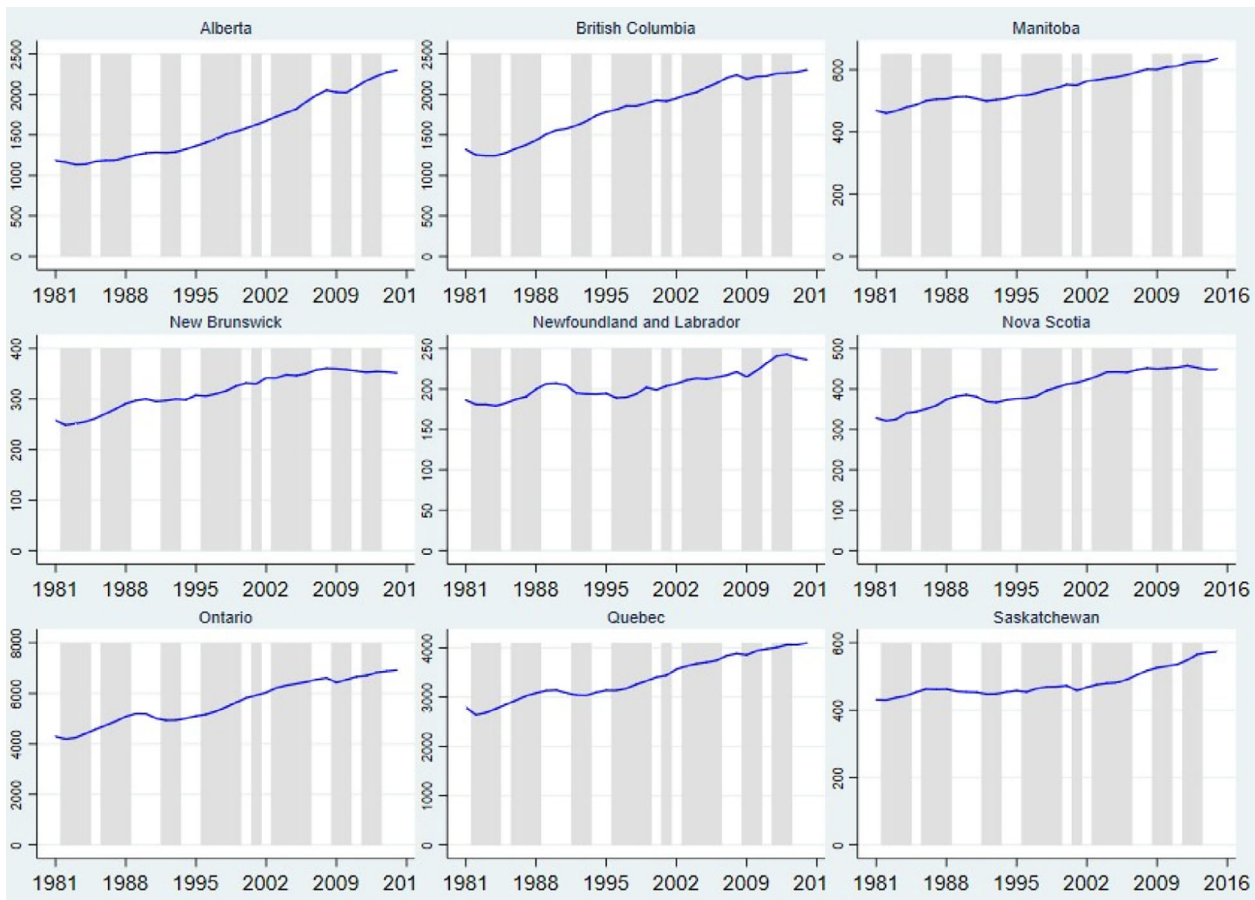 Alberta
0 500 1000 1500 2000 2500
1981 1988 1995 2002 2009 201
British Columbia
0 500 1000 1500 2000 2500
1981 1988 1995 2002 2009 201
Manitoba
0 200 400 600
1981 1988 1995 2002 2009 2016
New Brunswick
0 100 200 300 40
1981 1988 1995 2002 2009 201
Newfoundland and Labrador
0 50 100 150 200 250
1981 1988 1995 2002 2009 201
Nova Scotia
0 100 200 300 400 500
1981 1988 1995 2002 2009 2016
Ontario
0 2000 4000 6000 8000
1981 1988 1995 2002 2009 201
Quebec
0 1000 2000 3000 4000
1981 1988 1995 2002 2009 201
Saskatchewan
0 200 400 600
1981 1988 1995 2002 2009 2016